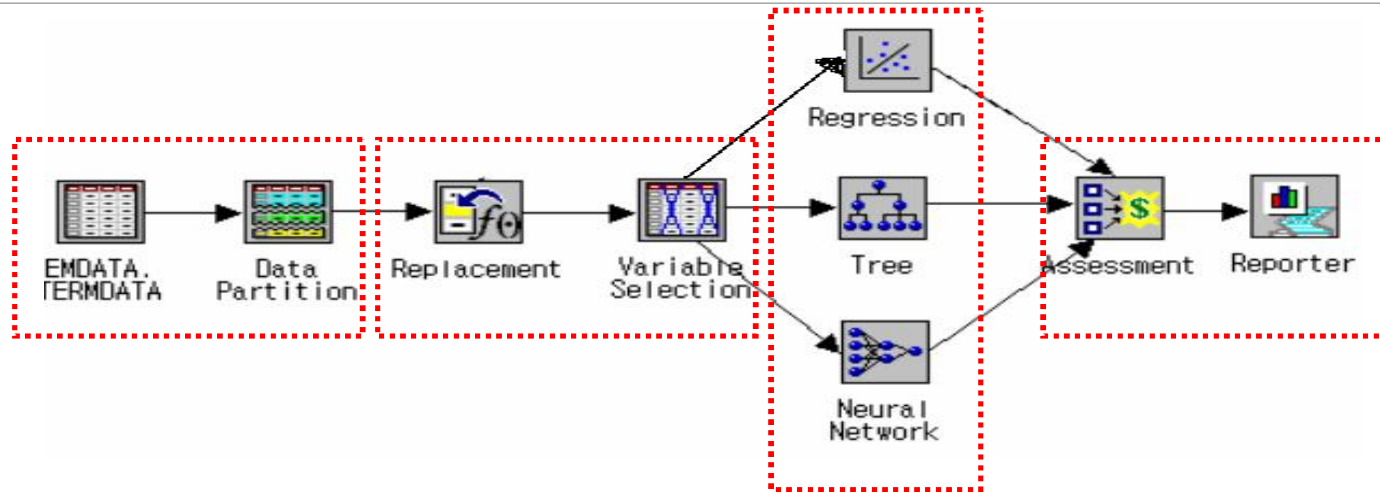 Regression
EMDATA.
TERMDATA
Data
Partition
Replacement
Variable
Selection
Tree
Assessment
Reporter
Neural
Network